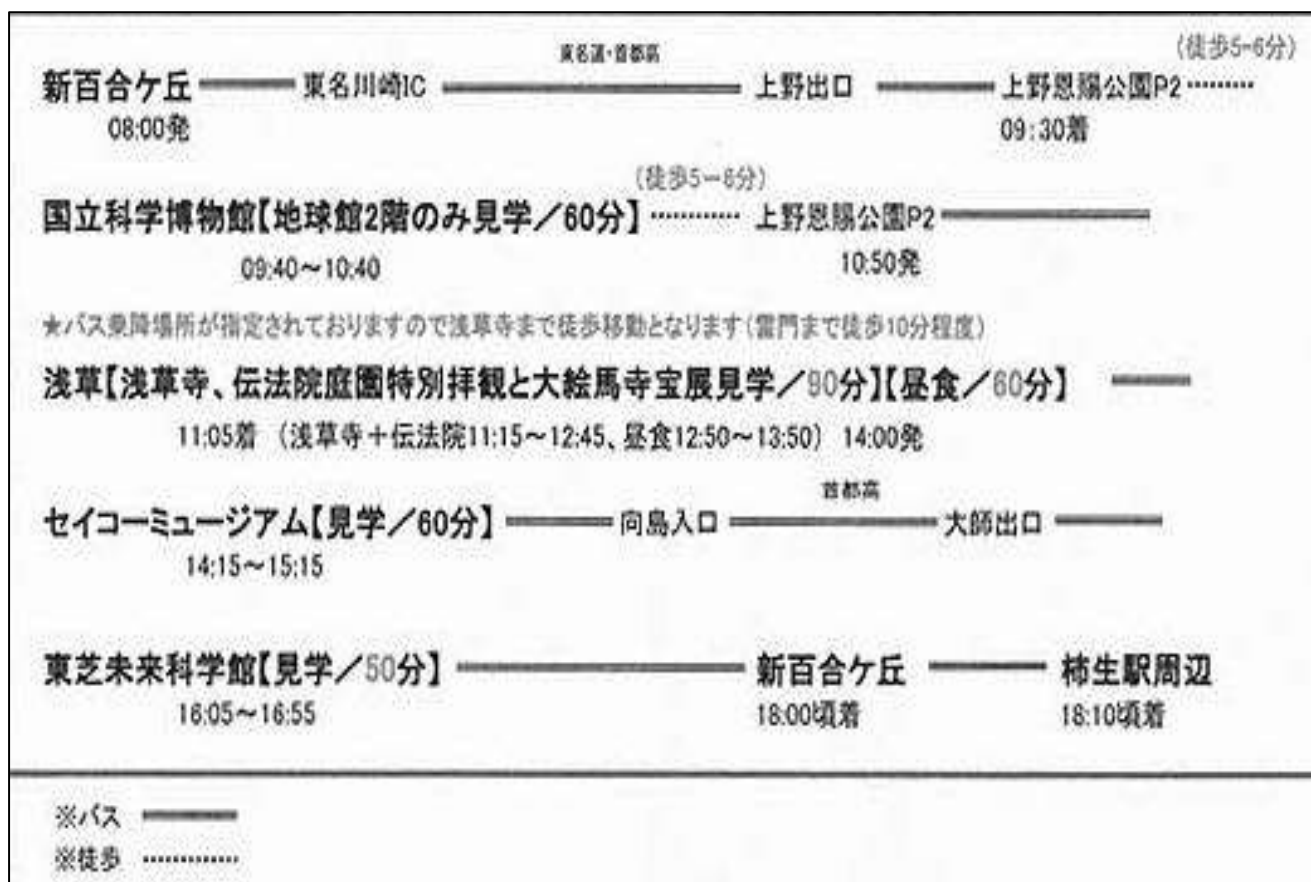 東名道・首都高 (徒歩5-6分)
新百合ケ丘 東名川崎IC 上野出口 上野恩賜公園P2
08:00発 09:30着
(徒歩5-6分)
国立科学博物館【地球館2階のみ見学/60分】 上野恩賜公園P2
09:40〜10:40 10:50発
★バス乗降場所が指定されておりますので浅草寺まで徒歩移動となります(雷門まで徒歩10分程度)
浅草【浅草寺、伝法院庭園特別拝観と大絵馬寺宝展見学/90分】【昼食/60分】
11:05着 (浅草寺+伝法院11:15〜12:45、昼食12:50〜13:50) 14:00発
首都高
セイコーミュージアム【見学/60分】 向島入口 大師出口
14:15〜15:15
東芝未来科学館【見学/50分】 新百合ケ丘 柿生駅周辺
16:05〜16:55 18:00頃着 18:10頃着
※バス
※徒歩